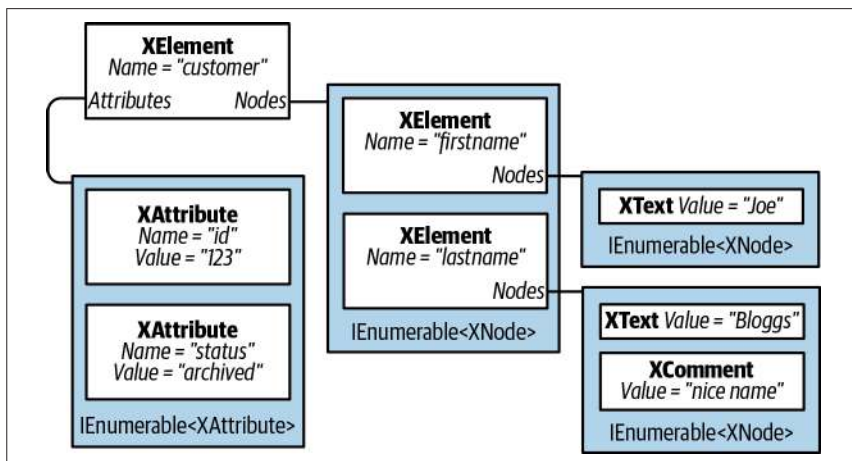 XElement
Name = "customer"
Attributes Nodes
XElement
Name = "firstname"
Nodes
XElement
Name = "lastname"
Nodes
IEnumerable<XNode>
XText Value = "Joe"
IEnumerable<XNode>
XText Value = "Bloggs"
XComment
Value = "nice name"
IEnumerable<XNode>
XAttribute
Name = "id"
Value = "123"
XAttribute
Name = "status"
Value = "archived"
IEnumerable<XAttribute>